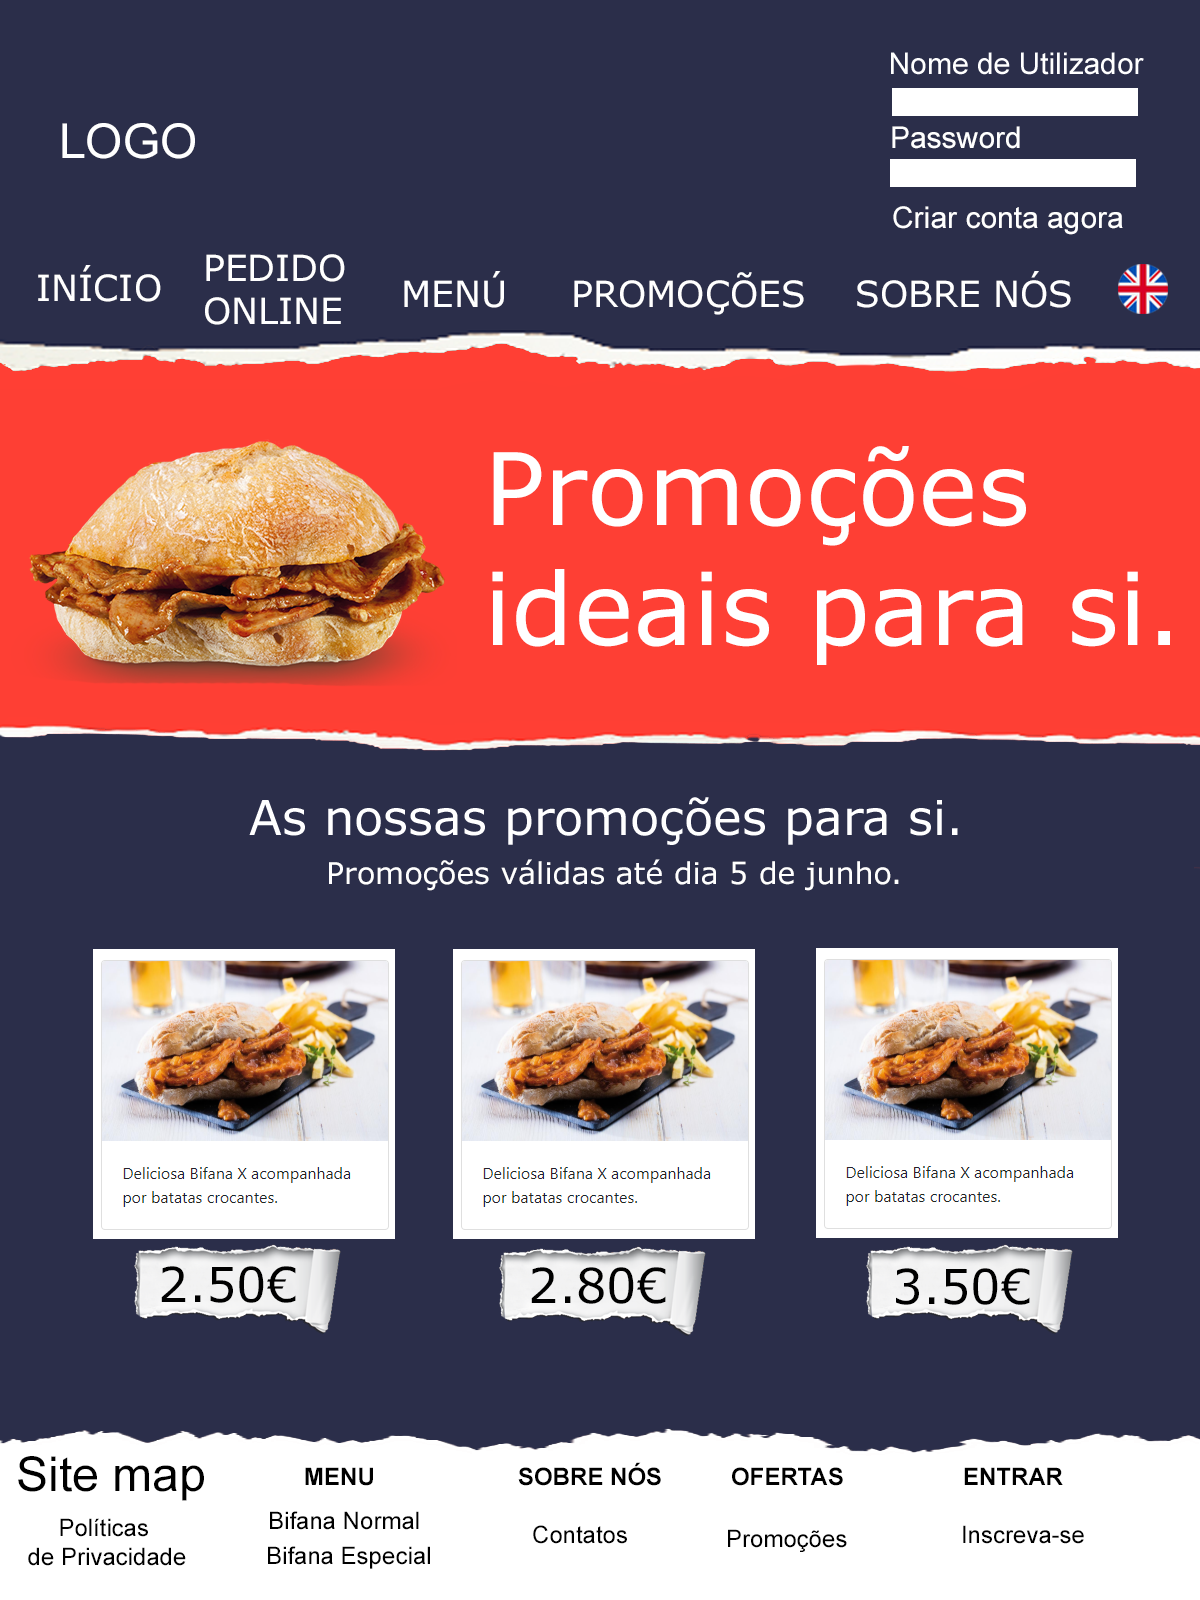 Nome de Utilizador
LOGO
Password
Criar conta agora
INÍCIO
PEDIDO
ONLINE
MENÚ
PROMOÇÕES
SOBRE NÓS
Promoções
ideais para si.
As nossas promoções para si.
Promoções válidas até dia 5 de junho.
Deliciosa Bifana X acompanhada
por batatas crocantes.
2.50€
Deliciosa Bifana X acompanhada
por batatas crocantes.
2.80€
Deliciosa Bifana X acompanhada
por batatas crocantes.
3.50€
Site map
Políticas
de Privacidade
MENU
Bifana Normal
Bifana Especial
SOBRE NÓS
Contatos
OFERTAS
Promoções
ENTRAR
Inscreva-se